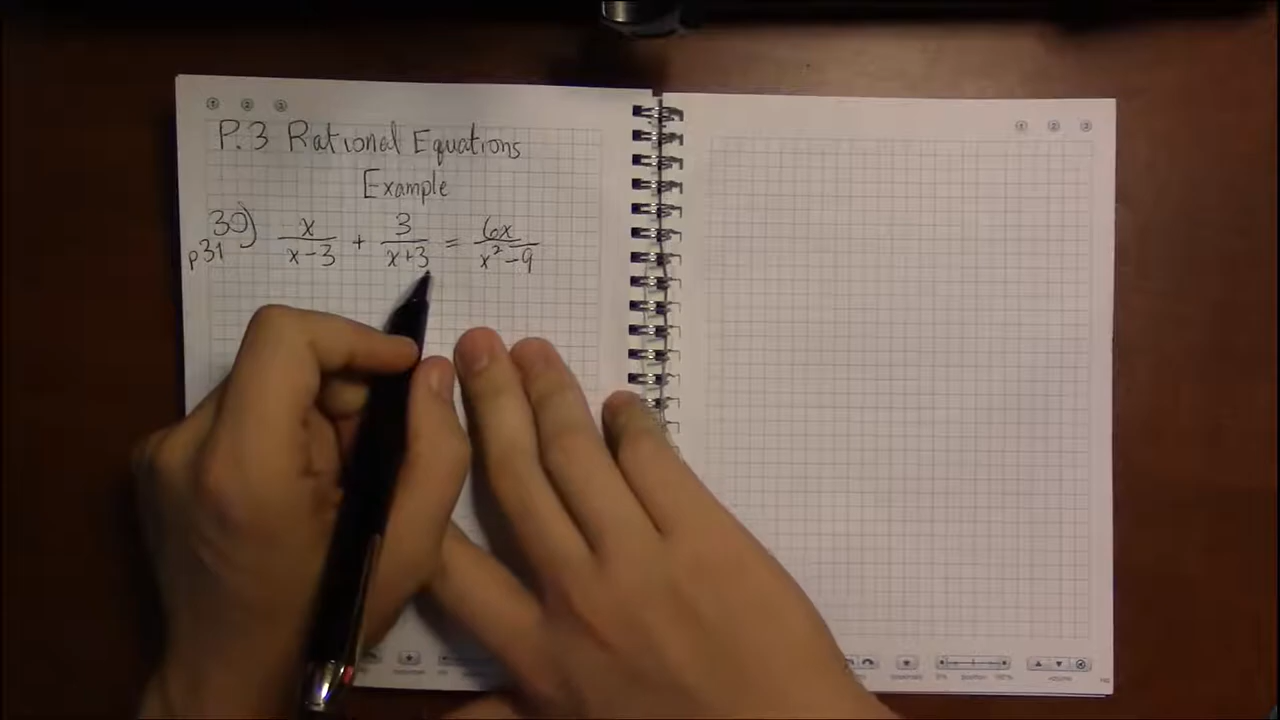 P.3 Rational Equations
Example
30) x/(x-3) + 3/(x+3) = 6x/(x²-9)
p31